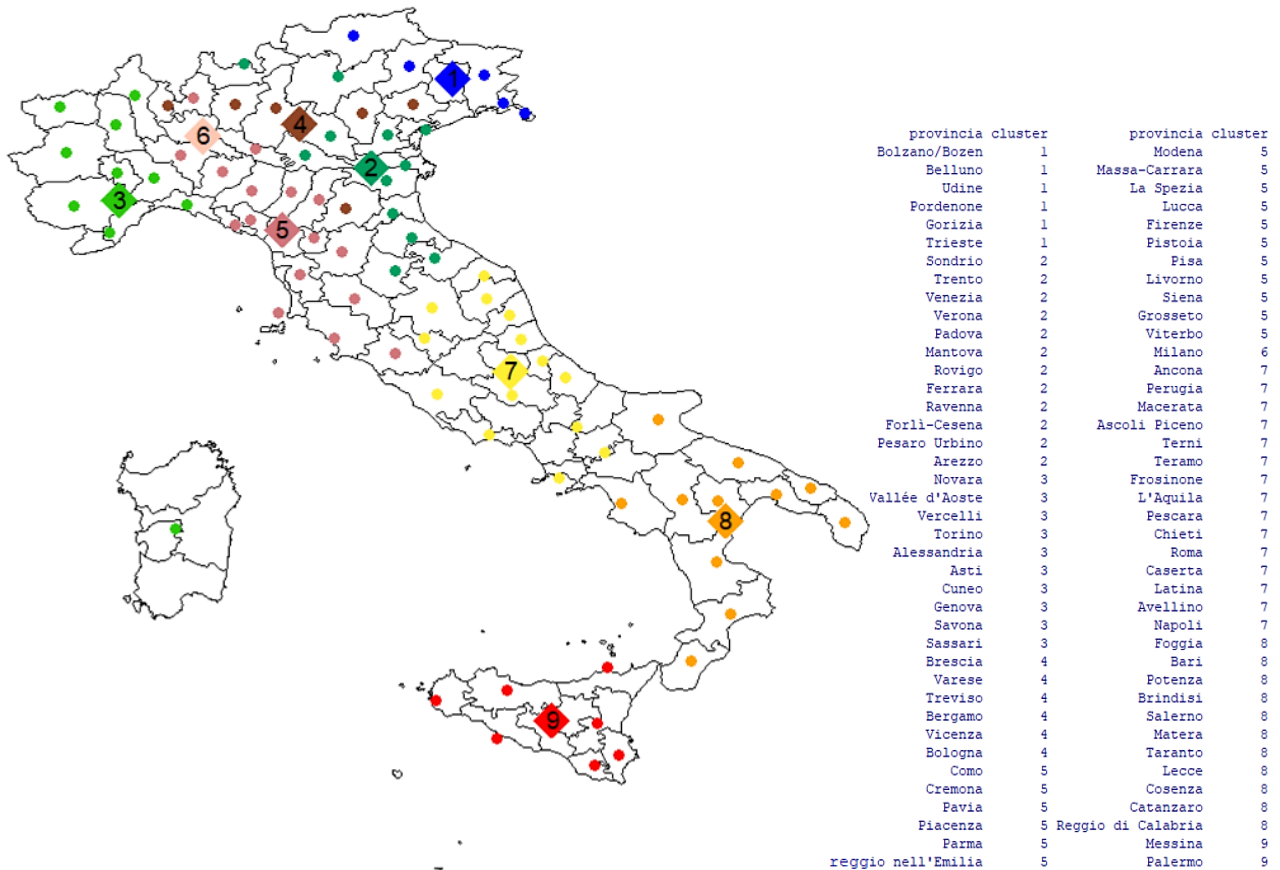 1
6
4
2
3
5
7
8
9
provincia cluster provincia cluster
Bolzano/Bozen 1 Modena 5
Belluno 1 Massa-Carrara 5
Udine 1 La Spezia 5
Pordenone 1 Lucca 5
Gorizia 1 Firenze 5
Trieste 1 Pistoia 5
Sondrio 2 Pisa 5
Trento 2 Livorno 5
Venezia 2 Siena 5
Verona 2 Grosseto 5
Padova 2 Viterbo 5
Mantova 2 Milano 6
Rovigo 2 Ancona 7
Ferrara 2 Perugia 7
Ravenna 2 Macerata 7
Forlì-Cesena 2 Ascoli Piceno 7
Pesaro Urbino 2 Terni 7
Arezzo 2 Teramo 7
Novara 3 Frosinone 7
Vallée d'Aoste 3 L'Aquila 7
Vercelli 3 Pescara 7
Torino 3 Chieti 7
Alessandria 3 Roma 7
Asti 3 Caserta 7
Cuneo 3 Latina 7
Genova 3 Avellino 7
Savona 3 Napoli 7
Sassari 3 Foggia 8
Brescia 4 Bari 8
Varese 4 Potenza 8
Treviso 4 Brindisi 8
Bergamo 4 Salerno 8
Vicenza 4 Matera 8
Bologna 4 Taranto 8
Como 5 Lecce 8
Cremona 5 Cosenza 8
Pavia 5 Catanzaro 8
Piacenza 5 Reggio di Calabria 8
Parma 5 Messina 9
reggio nell'Emilia 5 Palermo 9